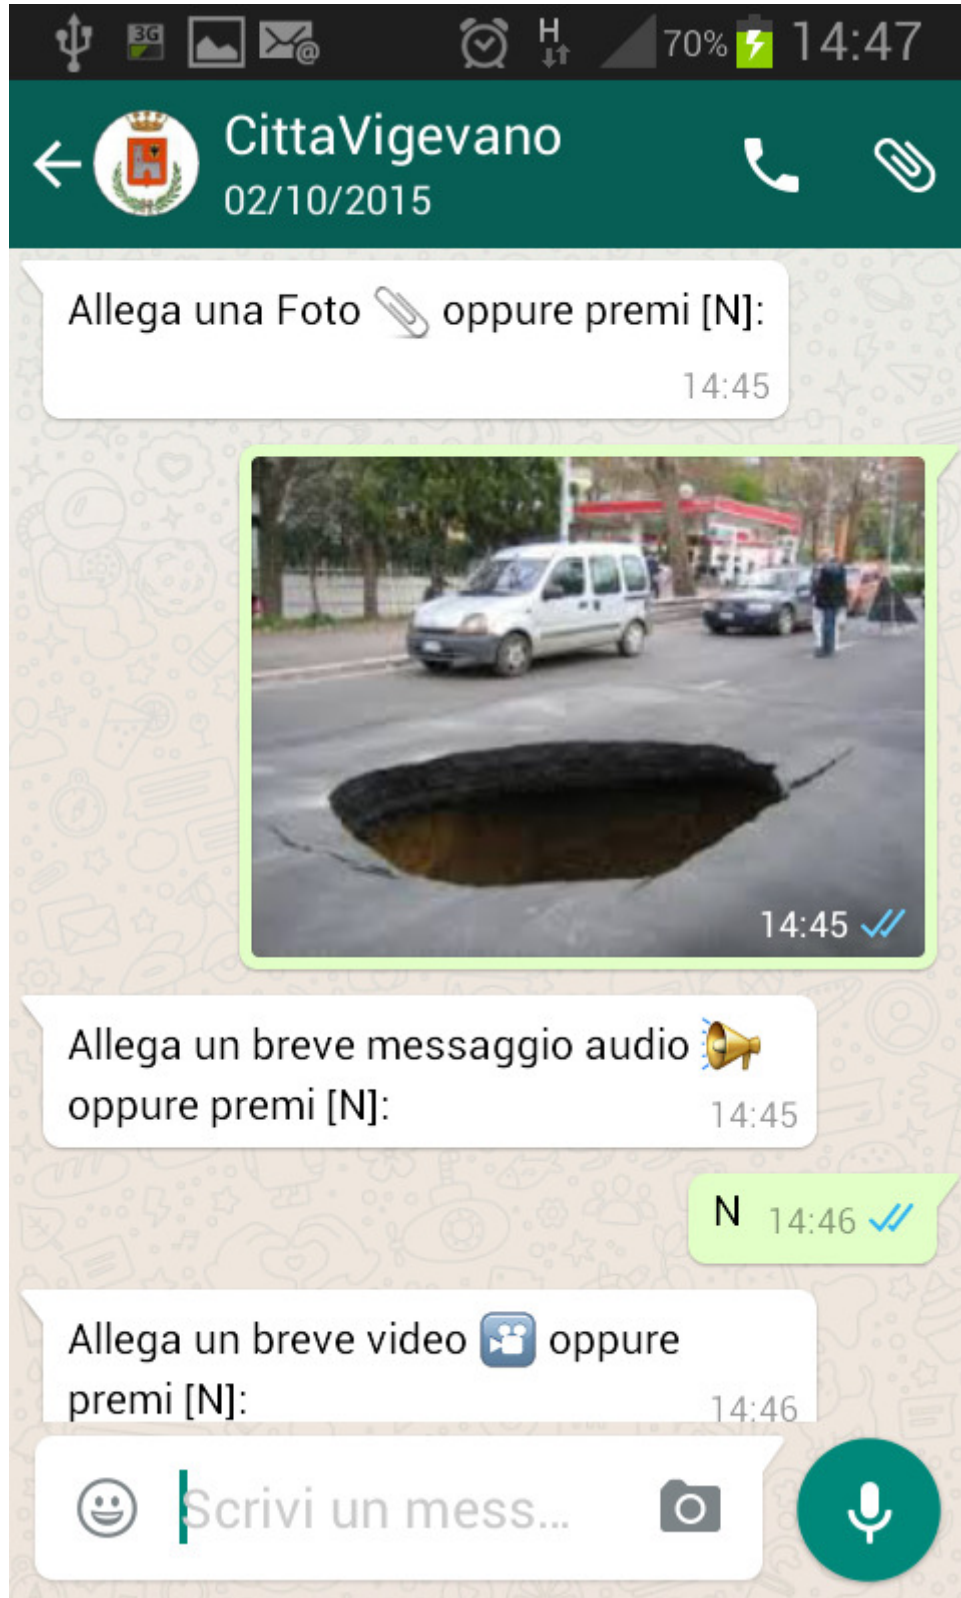 3G 70% 14:47
CittaVigevano
02/10/2015
Allega una Foto 📎 oppure premi [N]:
14:45
14:45
Allega un breve messaggio audio 📢
oppure premi [N]:
14:45
N 14:46
Allega un breve video 🎦 oppure
premi [N]:
14:46
Scrivi un mess...